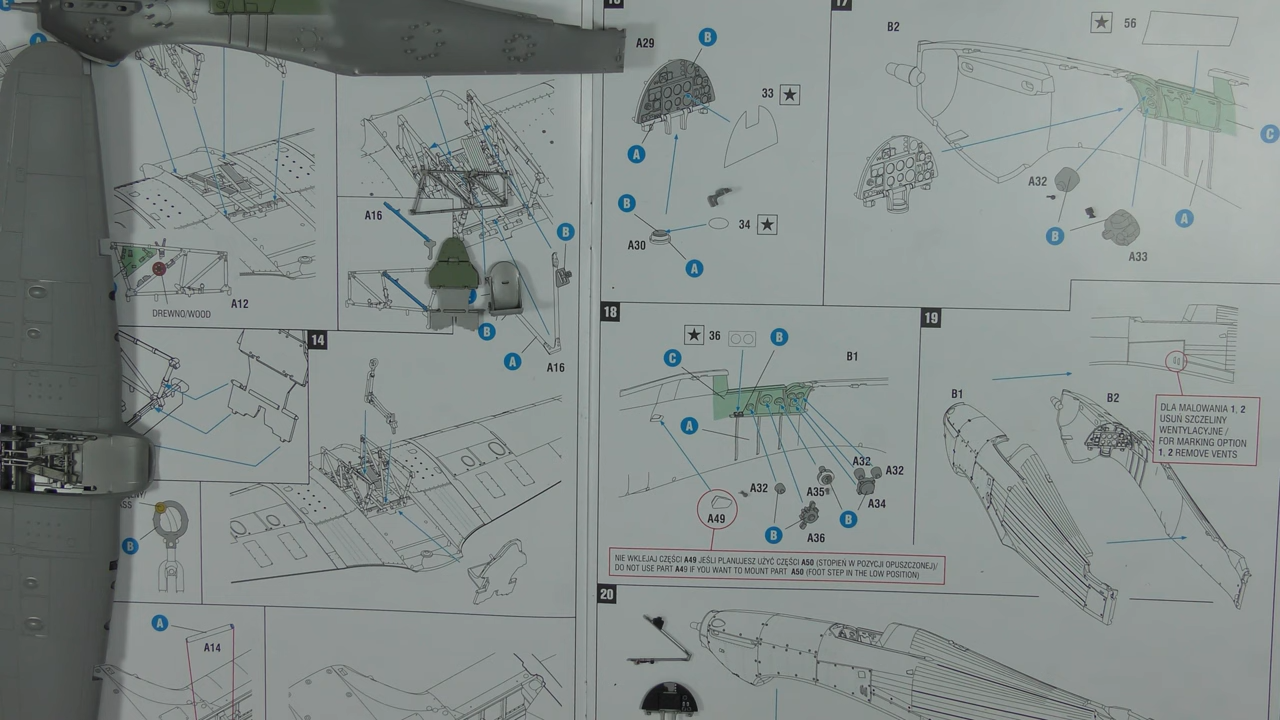 16
A29
B
33
A
B
34
A30
A
17
B2
56
C
A32
B
A
A33
A16
B
B
A
A16
A12
DREWNO/WOOD
14
B
A
A14
18
36
B
C
B1
A
A32
A32
A32
A35
A34
A49
B
B
A36
NIE WKLEJAJ CZĘŚCI A49 JEŚLI PLANUJESZ UŻYĆ CZĘŚCI A50 (STOPIEŃ W POZYCJI OPUSZCZONEJ)/
DO NOT USE PART A49 IF YOU WANT TO MOUNT PART A50 (FOOT STEP IN THE LOW POSITION)
19
B1
B2
DLA MALOWANIA 1, 2
USUŃ SZCZELINY
WENTYLACYJNE /
FOR MARKING OPTION
1, 2 REMOVE VENTS
20